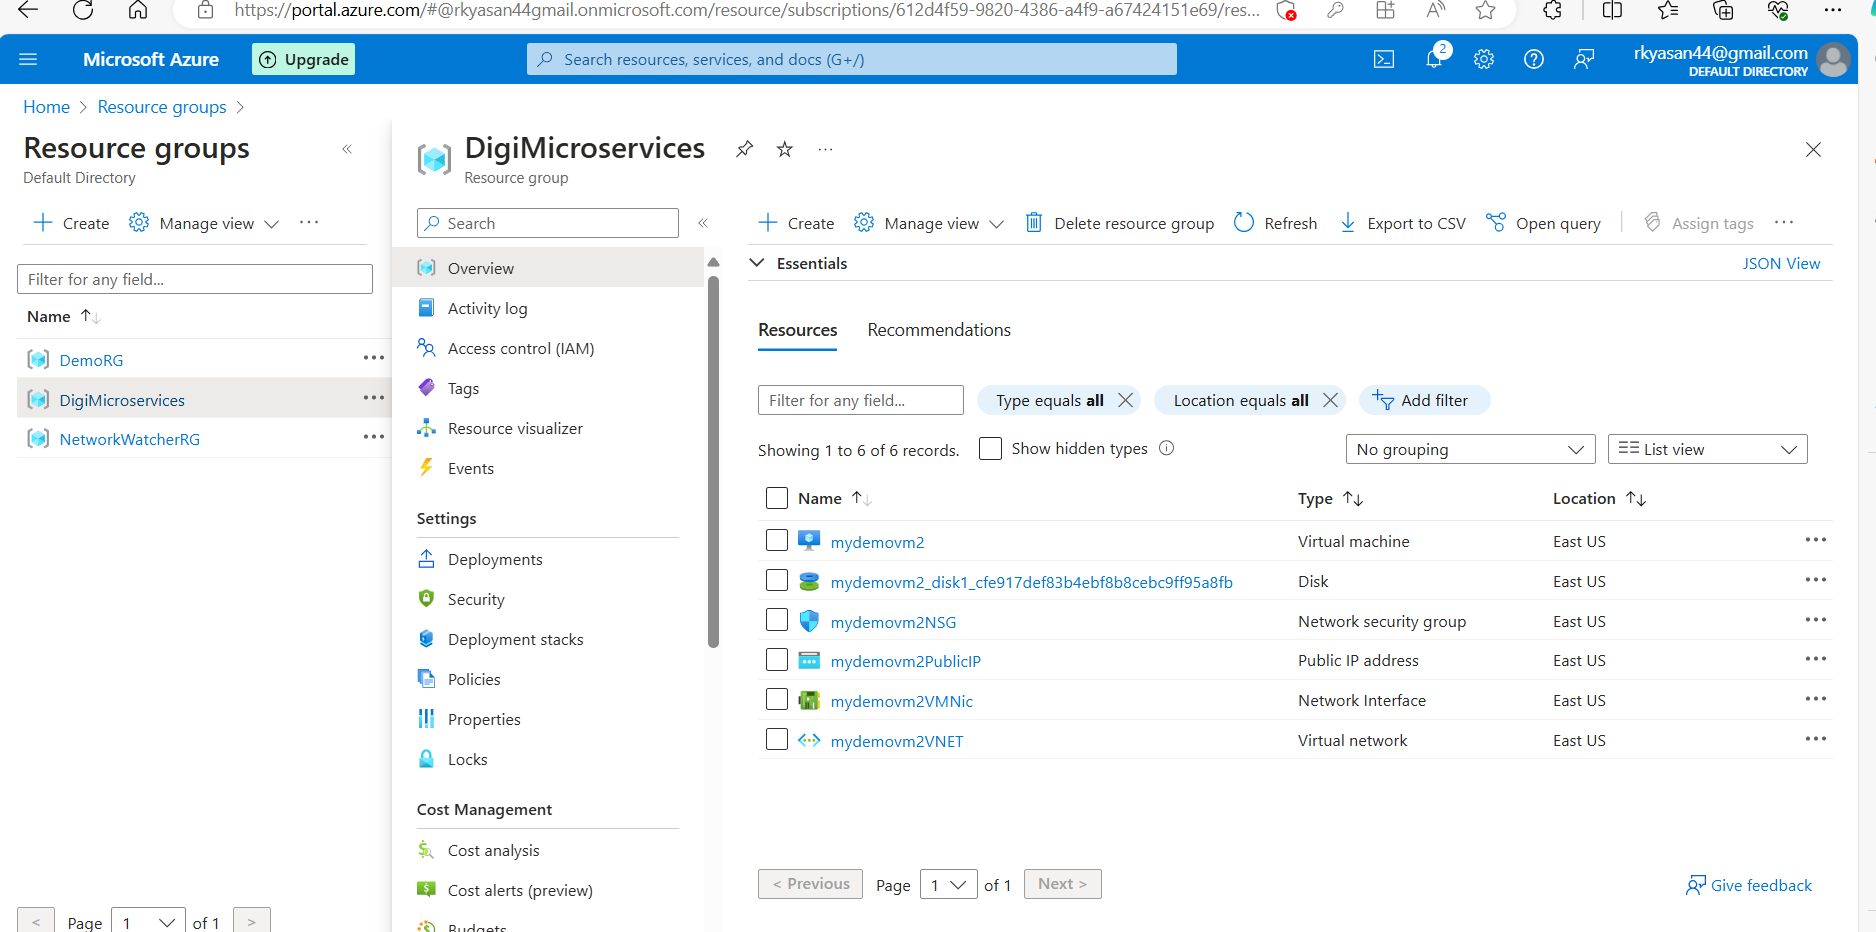 https://portal.azure.com/#@rkyasan44gmail.onmicrosoft.com/resource/subscriptions/612d4f59-9820-4386-a4f9-a67424151e69/res...
Microsoft Azure
Upgrade
Search resources, services, and docs (G+/)
2
rkyasan44@gmail.com
DEFAULT DIRECTORY
Home > Resource groups >
Resource groups
Default Directory
Create
Manage view
Filter for any field...
Name
DemoRG
DigiMicroservices
NetworkWatcherRG
< Page 1 of 1 >
DigiMicroservices
Resource group
Search
Overview
Activity log
Access control (IAM)
Tags
Resource visualizer
Events
Settings
Deployments
Security
Deployment stacks
Policies
Properties
Locks
Cost Management
Cost analysis
Cost alerts (preview)
Budgets
Create
Manage view
Delete resource group
Refresh
Export to CSV
Open query
Assign tags
Essentials
JSON View
Resources
Recommendations
Filter for any field...
Type equals all
Location equals all
Add filter
Showing 1 to 6 of 6 records.
Show hidden types
No grouping
List view
Name Type Location
mydemovm2 Virtual machine East US
mydemovm2_disk1_cfe917def83b4ebf8b8cebc9ff95a8fb Disk East US
mydemovm2NSG Network security group East US
mydemovm2PublicIP Public IP address East US
mydemovm2VMNic Network Interface East US
mydemovm2VNET Virtual network East US
< Previous Page 1 of 1 Next >
Give feedback